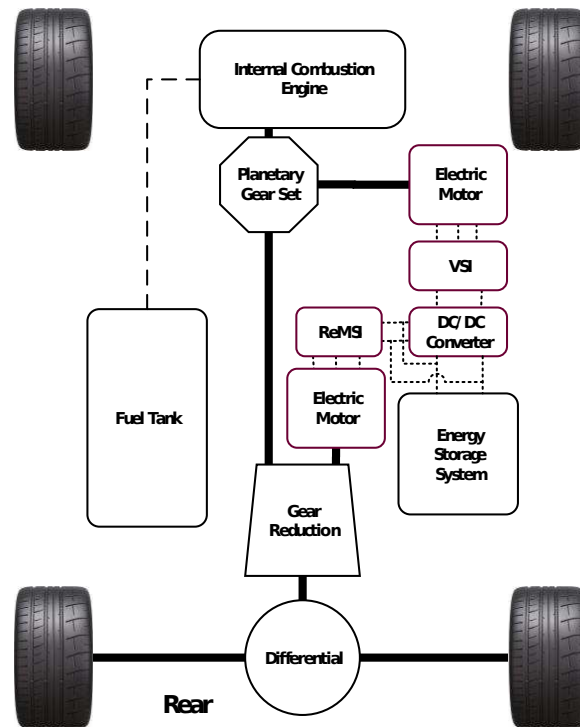 Internal Combustion
Engine
Planetary
Gear Set
Electric
Motor
VSI
DC/DC
Converter
ReMSI
Electric
Motor
Fuel Tank
Energy
Storage
System
Gear
Reduction
Differential
Rear